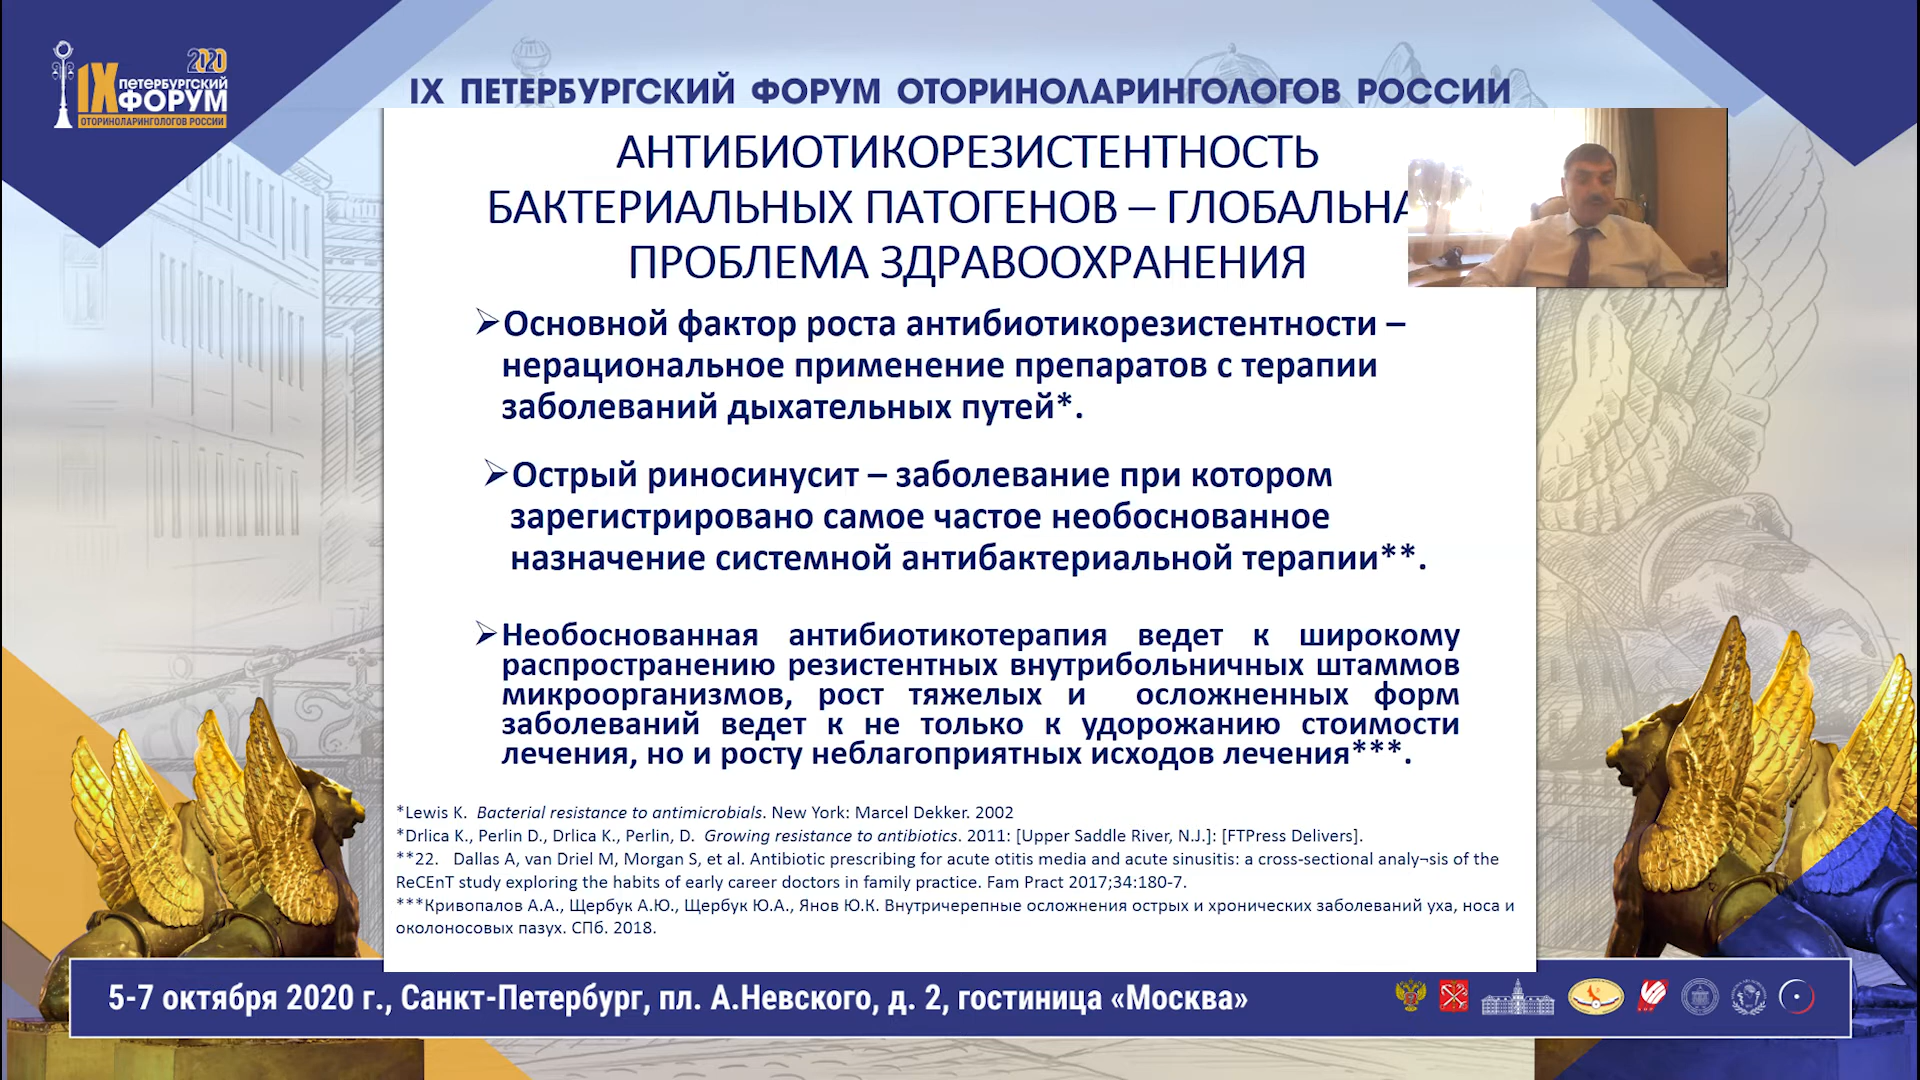 2020
IX ПЕТЕРБУРГСКИЙ
ФОРУМ
ОТОРИНОЛАРИНГОЛОГОВ РОССИИ
IX ПЕТЕРБУРГСКИЙ ФОРУМ ОТОРИНОЛАРИНГОЛОГОВ РОССИИ
АНТИБИОТИКОРЕЗИСТЕНТНОСТЬ
БАКТЕРИАЛЬНЫХ ПАТОГЕНОВ – ГЛОБАЛЬНА
ПРОБЛЕМА ЗДРАВООХРАНЕНИЯ
➢Основной фактор роста антибиотикорезистентности –
нерациональное применение препаратов с терапии
заболеваний дыхательных путей*.
➢Острый риносинусит – заболевание при котором
зарегистрировано самое частое необоснованное
назначение системной антибактериальной терапии**.
➢Необоснованная антибиотикотерапия ведет к широкому
распространению резистентных внутрибольничных штаммов
микроорганизмов, рост тяжелых и осложненных форм
заболеваний ведет к не только к удорожанию стоимости
лечения, но и росту неблагоприятных исходов лечения***.
*Lewis K. Bacterial resistance to antimicrobials. New York: Marcel Dekker. 2002
*Drlica K., Perlin D., Drlica K., Perlin, D. Growing resistance to antibiotics. 2011: [Upper Saddle River, N.J.]: [FTPress Delivers].
**22. Dallas A, van Driel M, Morgan S, et al. Antibiotic prescribing for acute otitis media and acute sinusitis: a cross-sectional analy¬sis of the
ReCEnT study exploring the habits of early career doctors in family practice. Fam Pract 2017;34:180-7.
***Кривопалов А.А., Щербук А.Ю., Щербук Ю.А., Янов Ю.К. Внутричерепные осложнения острых и хронических заболеваний уха, носа и
околоносовых пазух. СПб. 2018.
5-7 октября 2020 г., Санкт-Петербург, пл. А.Невского, д. 2, гостиница «Москва»